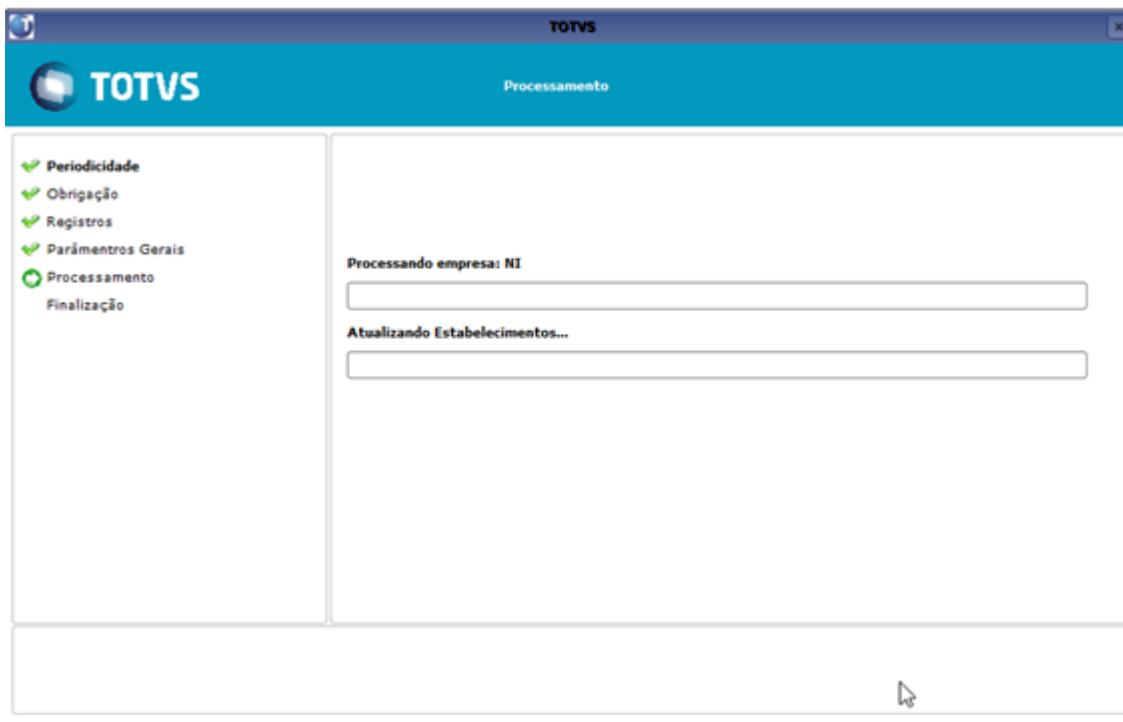 TOTVS
TOTVS
Processamento
Periodicidade
Obrigação
Registros
Parâmentros Gerais
Processamento
Finalização
Processando empresa: NI
Atualizando Estabelecimentos...